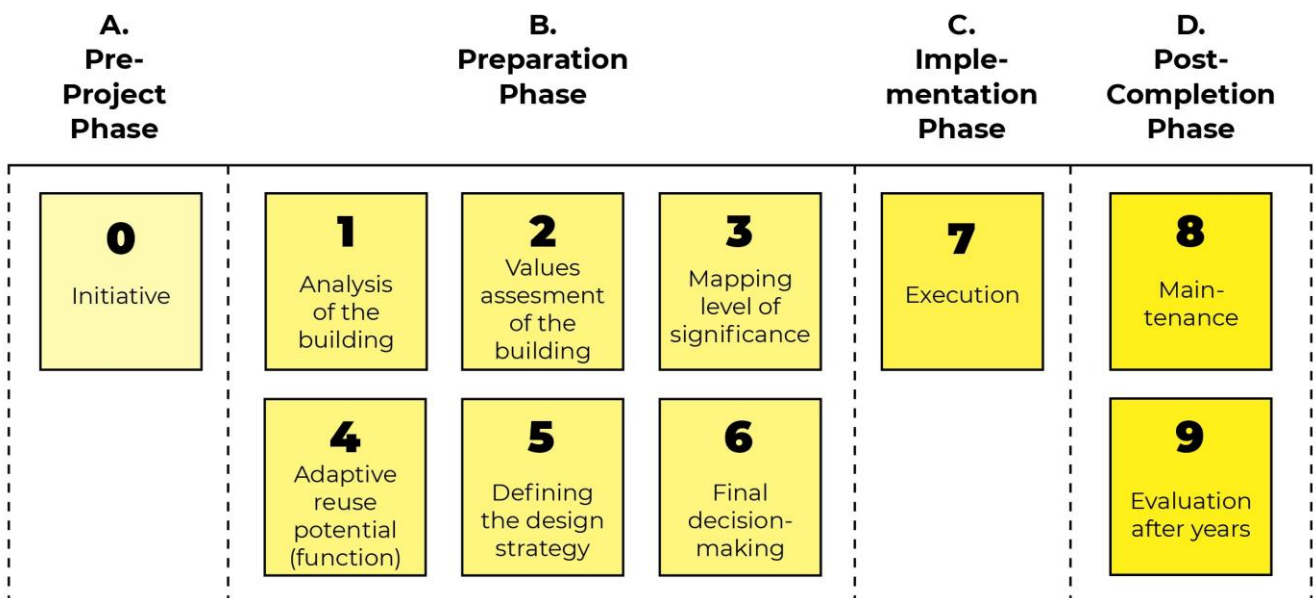 A.
Pre-
Project
Phase
B.
Preparation
Phase
C.
Imple-
mentation
Phase
D.
Post-
Completion
Phase
0
Initiative
1
Analysis
of the
building
2
Values
assesment
of the
building
3
Mapping
level of
significance
4
Adaptive
reuse
potential
(function)
5
Defining
the design
strategy
6
Final
decision-
making
7
Execution
8
Main-
tenance
9
Evaluation
after years